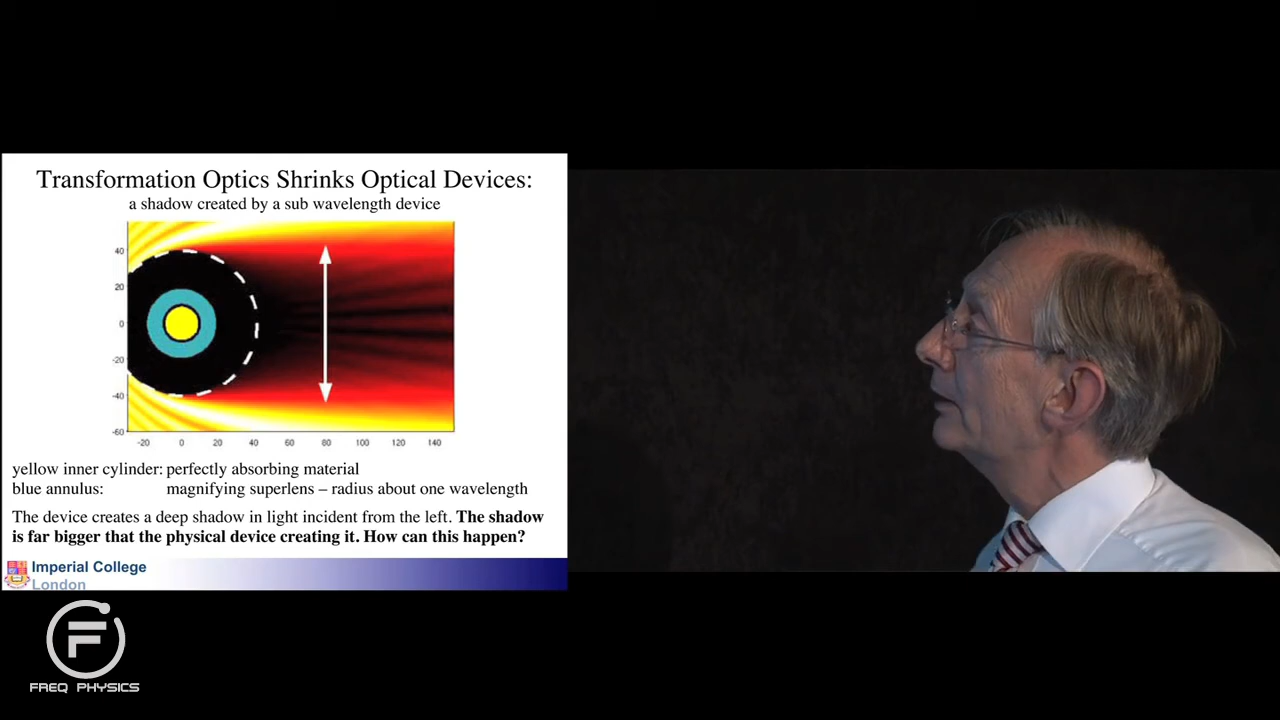 Transformation Optics Shrinks Optical Devices:
a shadow created by a sub wavelength device
40
20
0
-20
-40
-60
-20 0 20 40 60 80 100 120 140
yellow inner cylinder: perfectly absorbing material
blue annulus: magnifying superlens – radius about one wavelength
The device creates a deep shadow in light incident from the left. The shadow
is far bigger that the physical device creating it. How can this happen?
Imperial College
London
FREQ PHYSICS